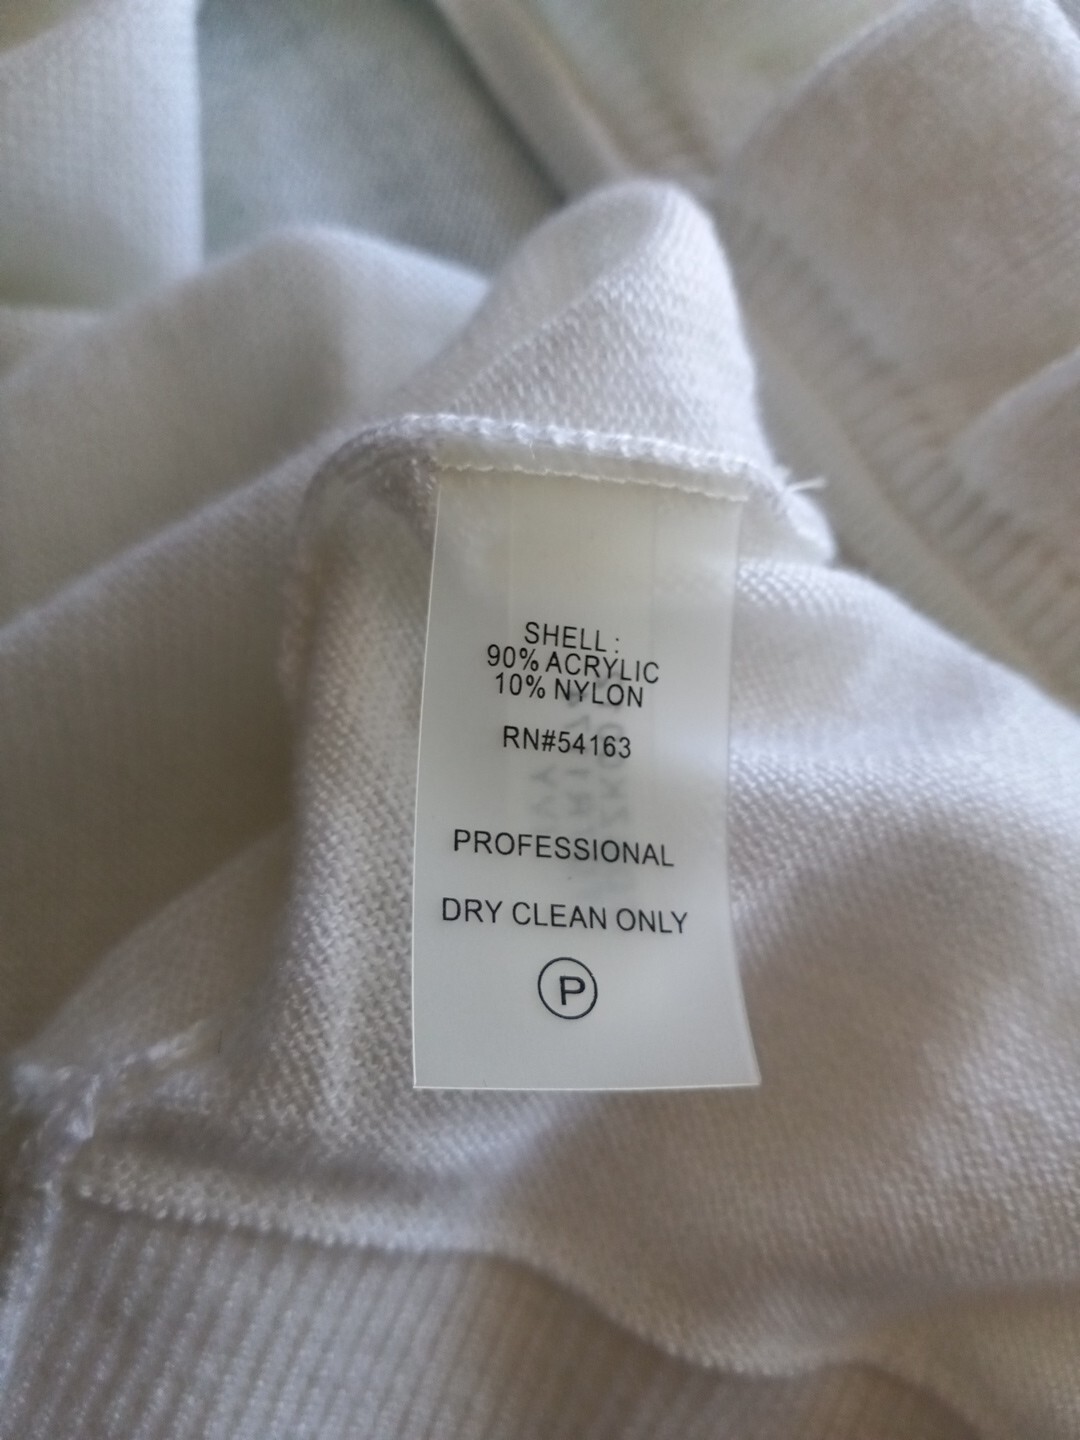 SHELL :
90% ACRYLIC
10% NYLON
RN#54163
PROFESSIONAL
DRY CLEAN ONLY
P